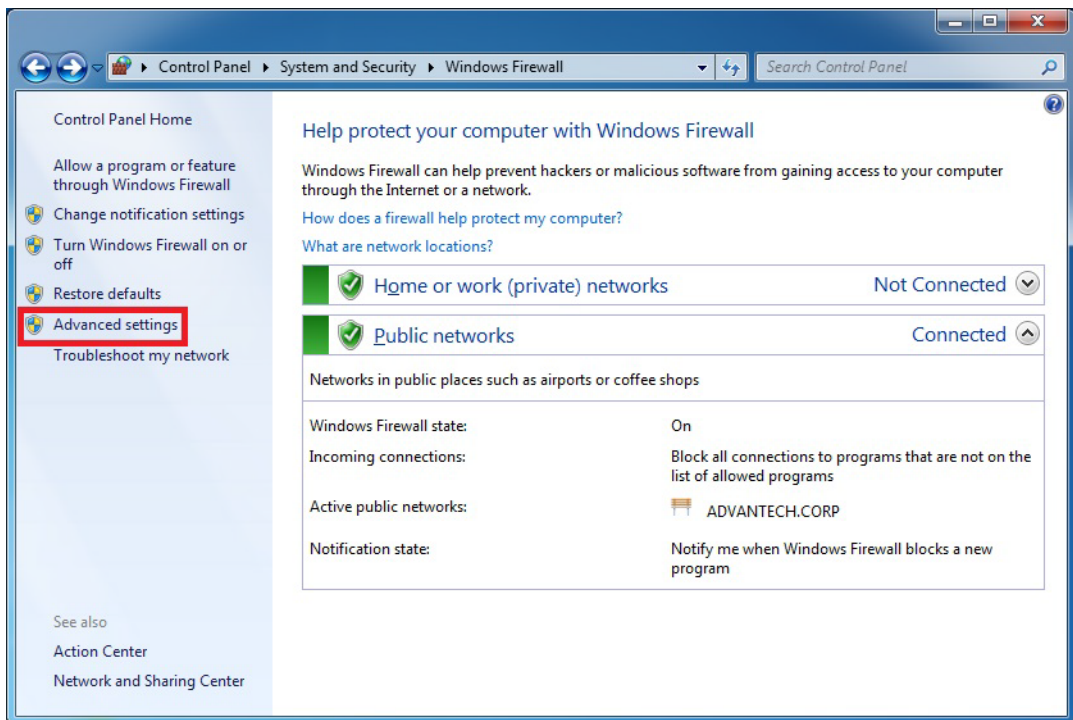 Control Panel System and Security Windows Firewall
Search Control Panel
Control Panel Home
Allow a program or feature
through Windows Firewall
Change notification settings
Turn Windows Firewall on or
off
Restore defaults
Advanced settings
Troubleshoot my network
See also
Action Center
Network and Sharing Center
Help protect your computer with Windows Firewall
Windows Firewall can help prevent hackers or malicious software from gaining access to your computer
through the Internet or a network.
How does a firewall help protect my computer?
What are network locations?
Home or work (private) networks Not Connected
Public networks Connected
Networks in public places such as airports or coffee shops
Windows Firewall state: On
Incoming connections: Block all connections to programs that are not on the
list of allowed programs
Active public networks: ADVANTECH.CORP
Notification state: Notify me when Windows Firewall blocks a new
program